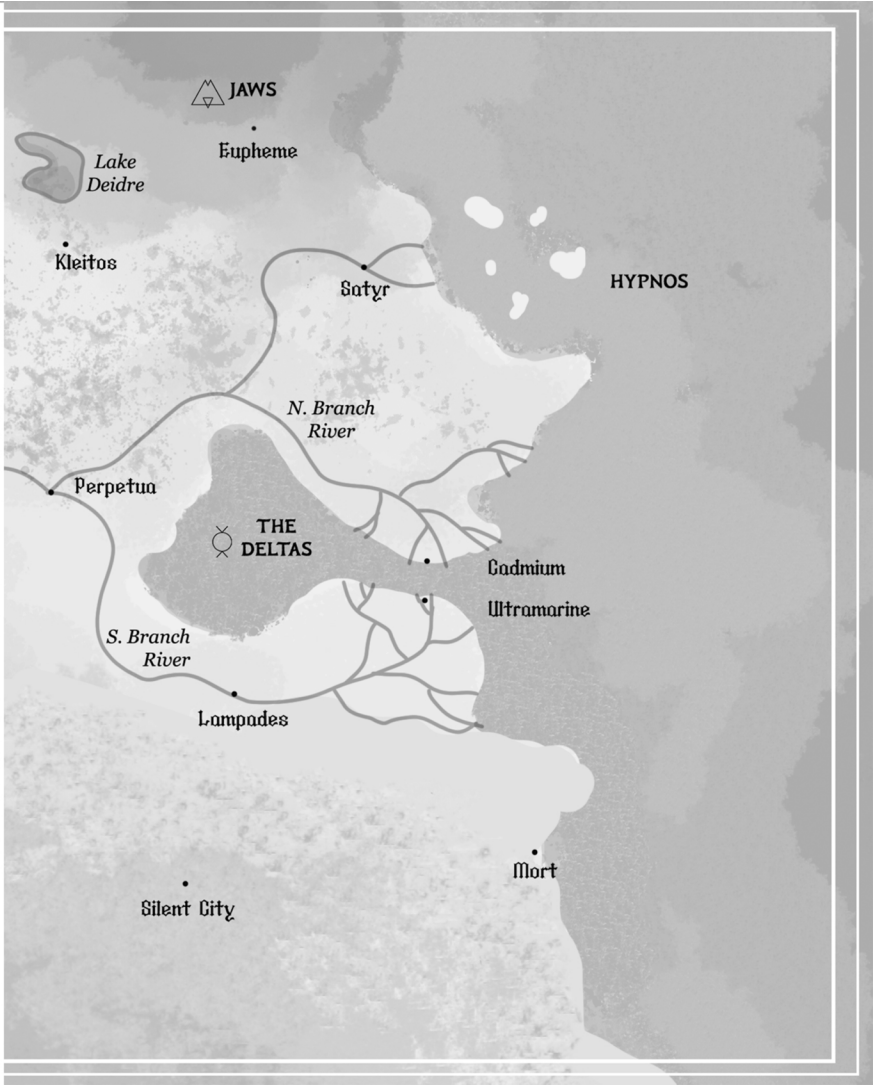 JAWS
Eupheme
Lake
Deidre
Kleitos
Satyr
HYPNOS
N. Branch
River
Perpetua
THE
DELTAS
Cadmium
Ultramarine
S. Branch
River
Lampades
Mort
Silent City